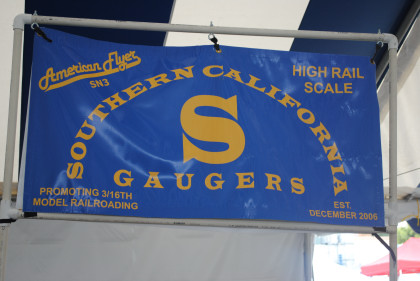 American Flyer
SN3
HIGH RAIL
SCALE
SOUTHERN CALIFORNIA
S
GAUGERS
PROMOTING 3/16TH
MODEL RAILROADING
EST.
DECEMBER 2006